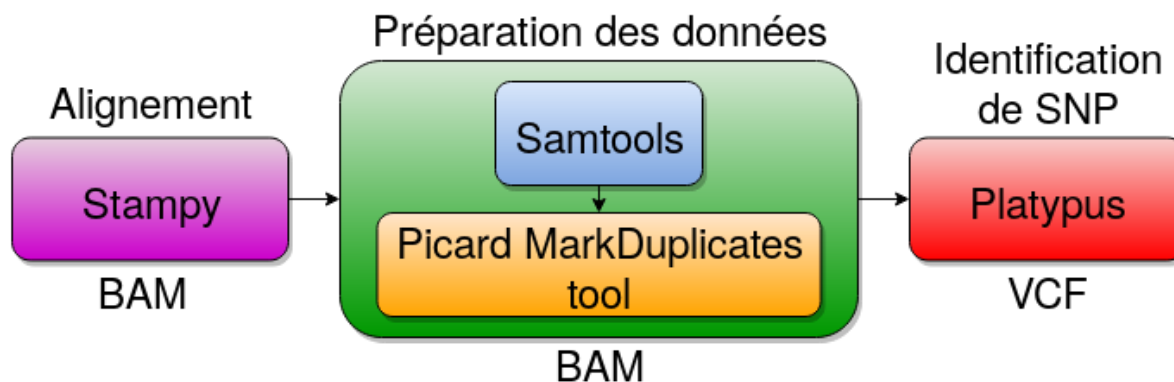 Alignement
Stampy
BAM
Préparation des données
Samtools
Picard MarkDuplicates
tool
BAM
Identification
de SNP
Platypus
VCF